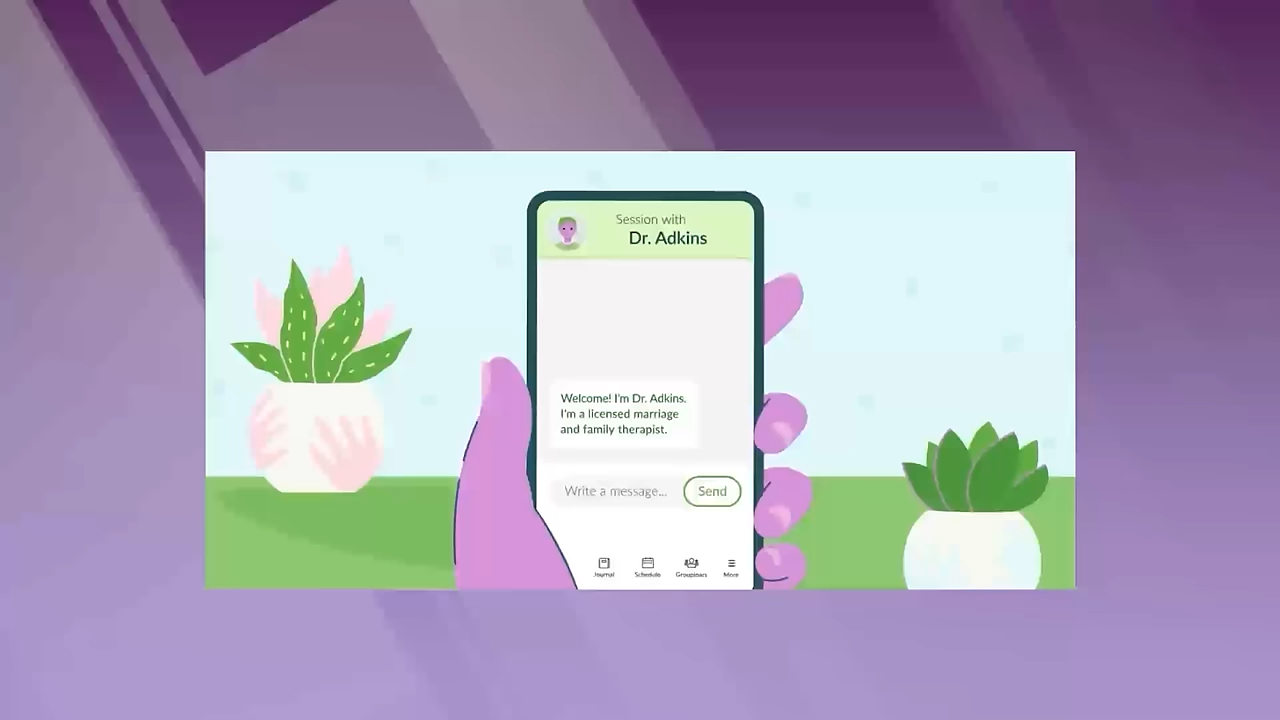 Session with
Dr. Adkins
Welcome! I'm Dr. Adkins.
I'm a licensed marriage
and family therapist.
Write a message...
Send
Journal
Schedule
Groupinars
More